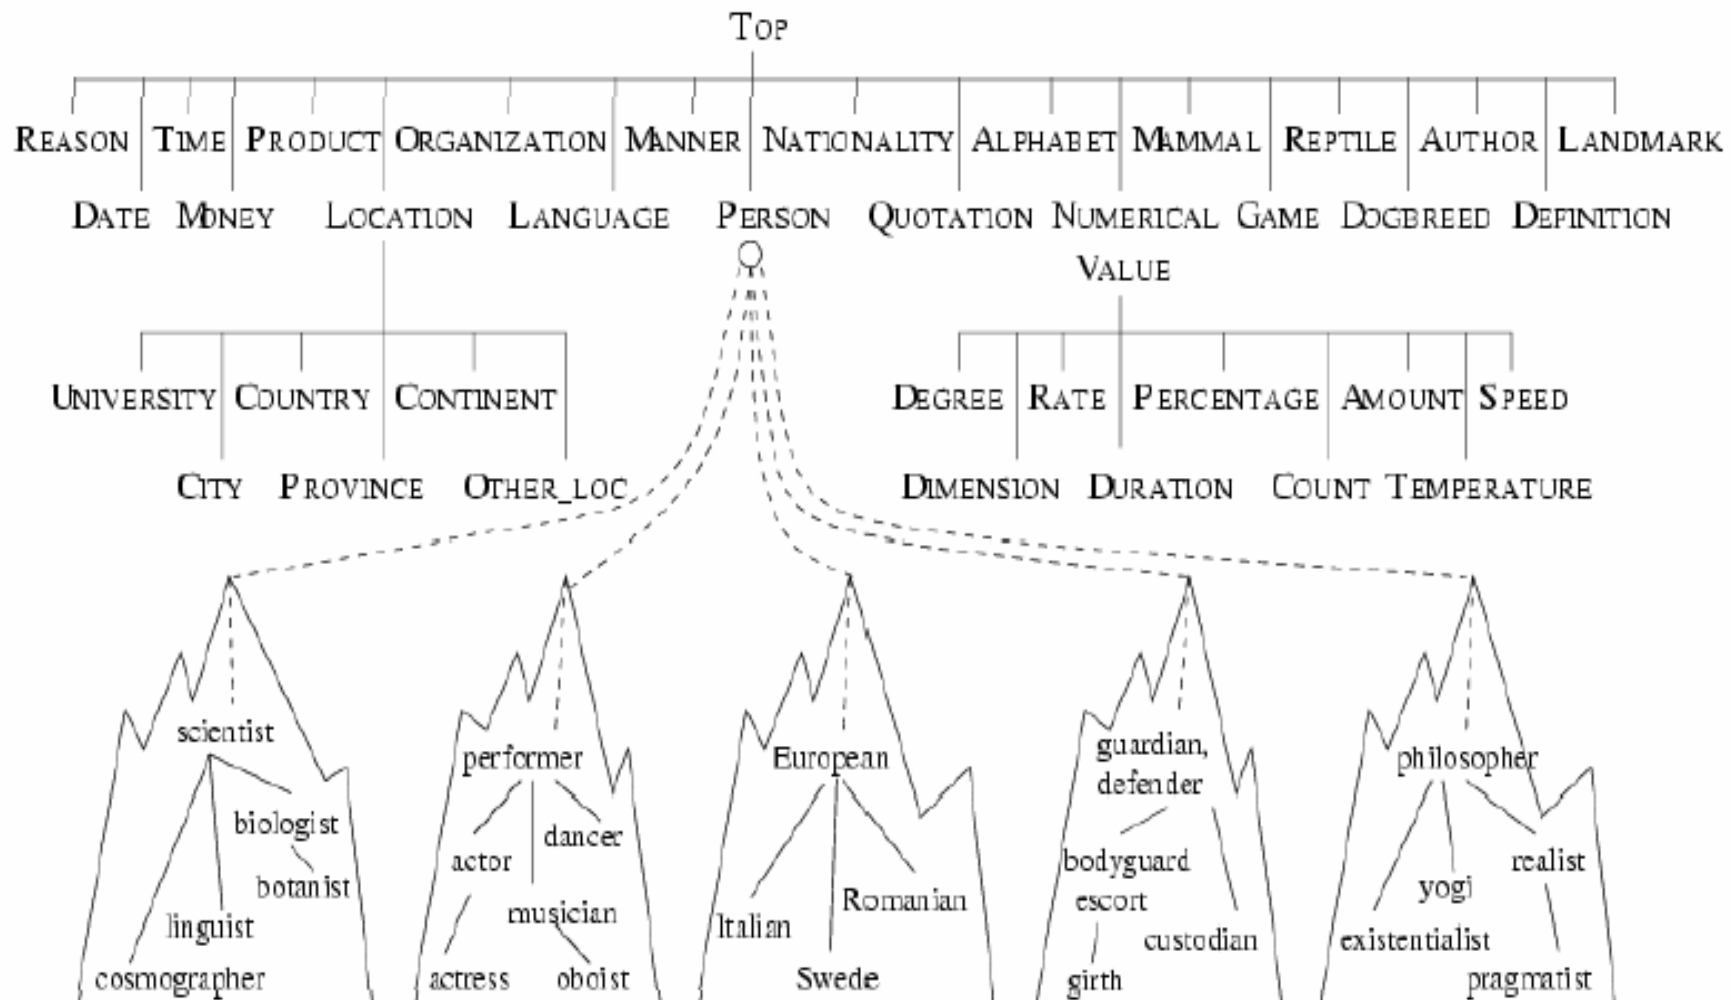 TOP
REASON TIME PRODUCT ORGANIZATION MANNER NATIONALITY ALPHABET MAMMAL REPTILE AUTHOR LANDMARK
DATE MONEY LOCATION LANGUAGE PERSON QUOTATION NUMERICAL GAME DOGBREED DEFINITION
VALUE
UNIVERSITY COUNTRY CONTINENT DEGREE RATE PERCENTAGE AMOUNT SPEED
CITY PROVINCE OTHER_LOC DIMENSION DURATION COUNT TEMPERATURE
scientist
performer
European
guardian,
defender
philosopher
biologist
dancer
actor
bodyguard
realist
botanist
yogi
escort
Romanian
musician
linguist
Italian
custodian
existentialist
cosmographer
actress
oboist
Swede
girth
pragmatist